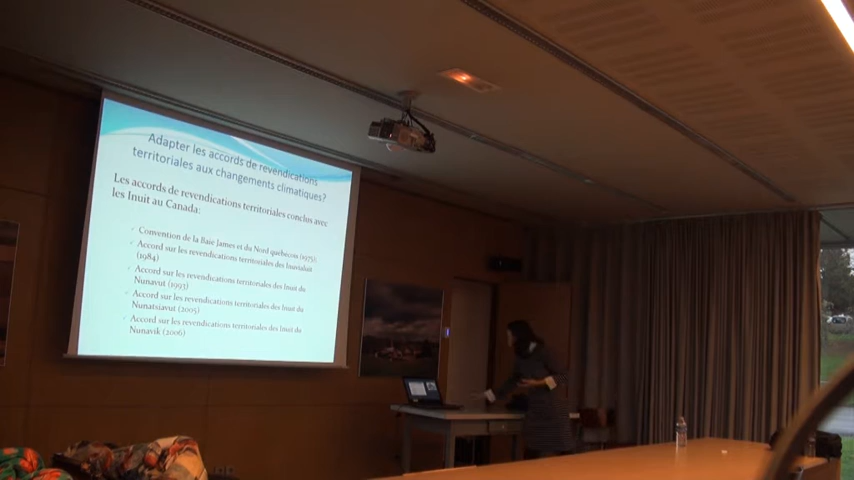 Adapter les accords de revendications
territoriales aux changements climatiques?
Les accords de revendications territoriales conclus avec
les Inuit au Canada:
Convention de la Baie James et du Nord québécois (1975);
Accord sur les revendications territoriales des Inuvialuit
(1984)
Accord sur les revendications territoriales des Inuit du
Nunavut (1993)
Accord sur les revendications territoriales des Inuit du
Nunatsiavut (2005)
Accord sur les revendications territoriales des Inuit du
Nunavik (2006)